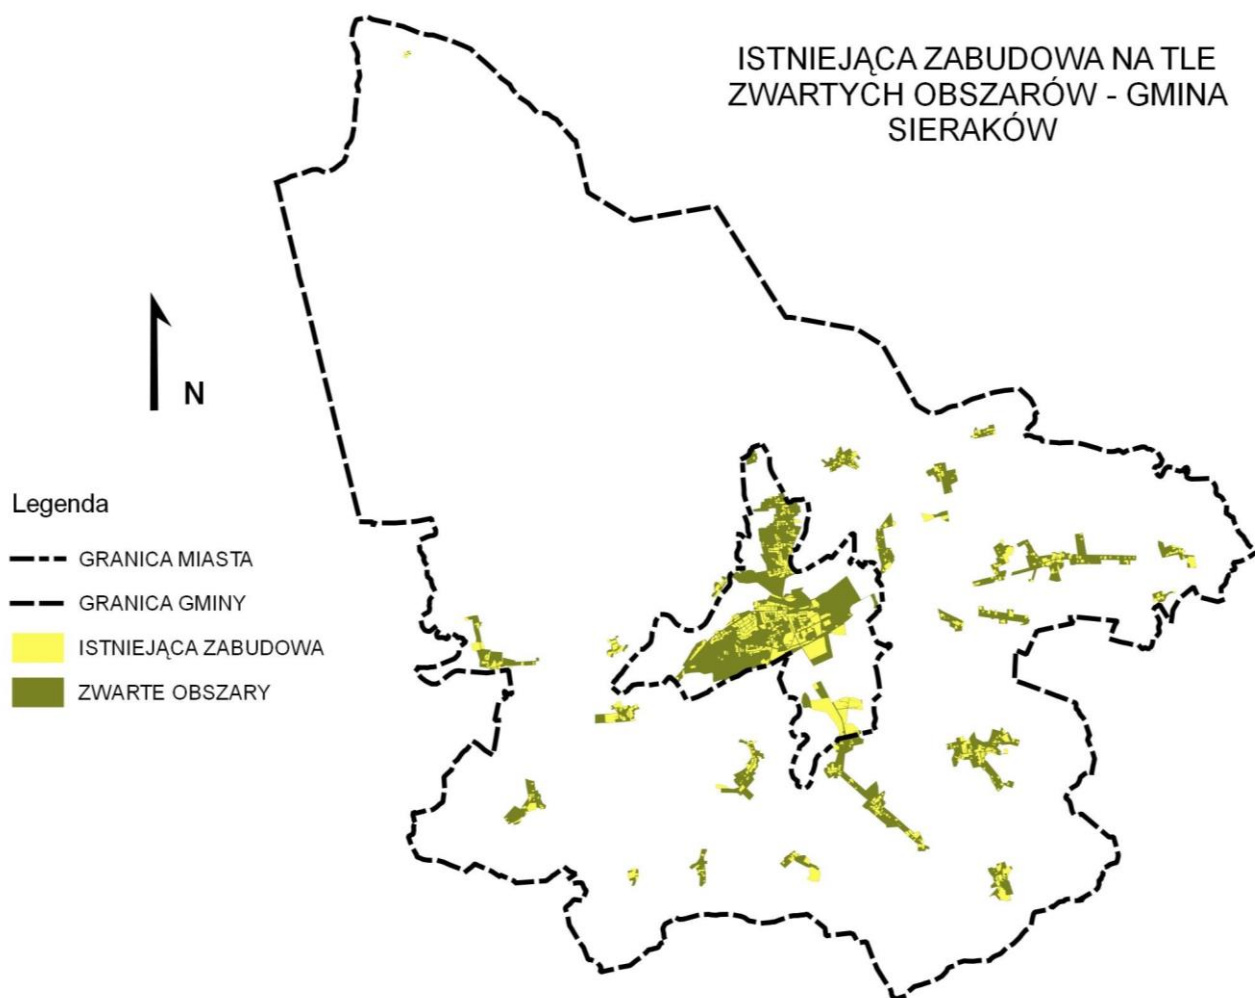 ISTNIEJĄCA ZABUDOWA NA TLE
ZWARTYCH OBSZARÓW - GMINA
SIERAKÓW
N
Legenda
GRANICA MIASTA
GRANICA GMINY
ISTNIEJĄCA ZABUDOWA
ZWARTE OBSZARY